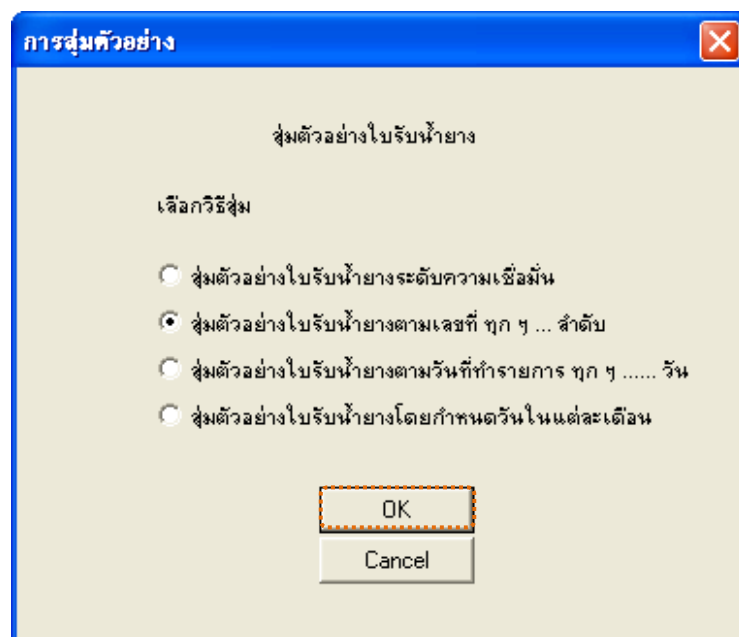 การสุ่มตัวอย่าง
สุ่มตัวอย่างใบรับน้ำยาง
เลือกวิธีสุ่ม
สุ่มตัวอย่างใบรับน้ำยางระดับความเชื่อมั่น
สุ่มตัวอย่างใบรับน้ำยางตามเลขที่ ทุก ๆ ... ลำดับ
สุ่มตัวอย่างใบรับน้ำยางตามวันที่ทำรายการ ทุก ๆ ...... วัน
สุ่มตัวอย่างใบรับน้ำยางโดยกำหนดวันในแต่ละเดือน
OK
Cancel